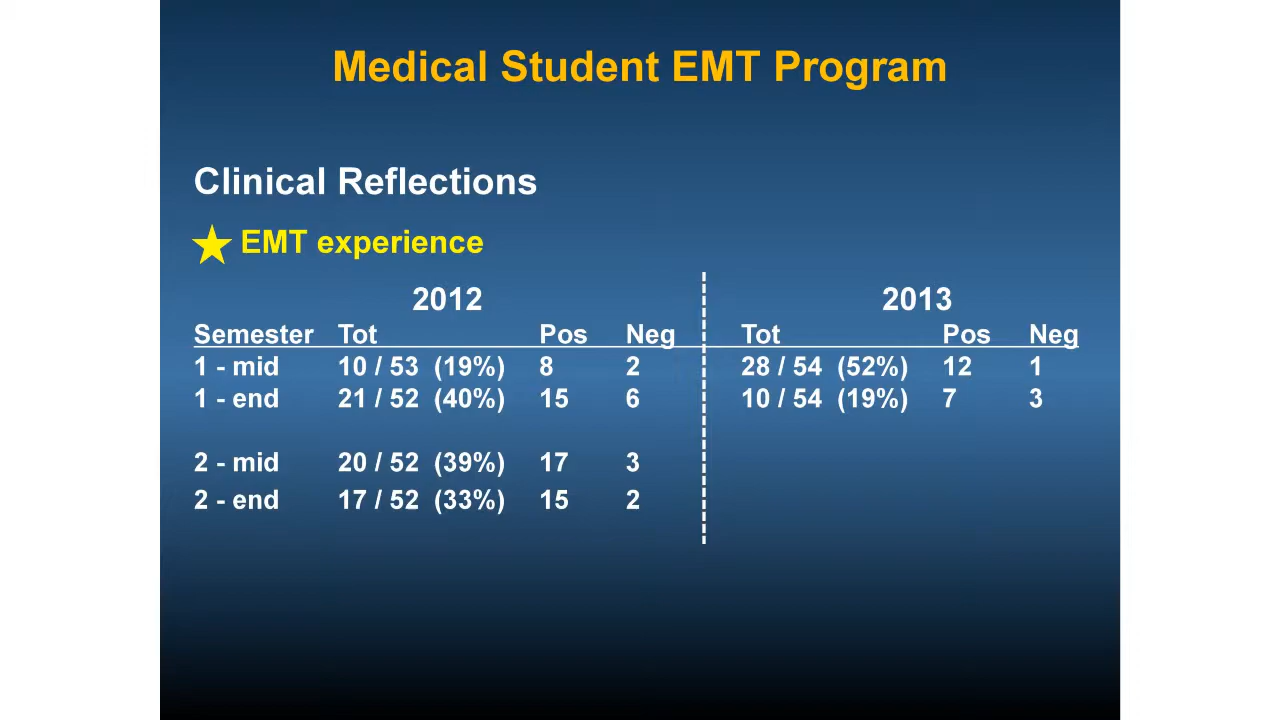 Medical Student EMT Program
Clinical Reflections
EMT experience
2012 2013
Semester Tot Pos Neg Tot Pos Neg
1 - mid 10 / 53 (19%) 8 2 28 / 54 (52%) 12 1
1 - end 21 / 52 (40%) 15 6 10 / 54 (19%) 7 3
2 - mid 20 / 52 (39%) 17 3
2 - end 17 / 52 (33%) 15 2